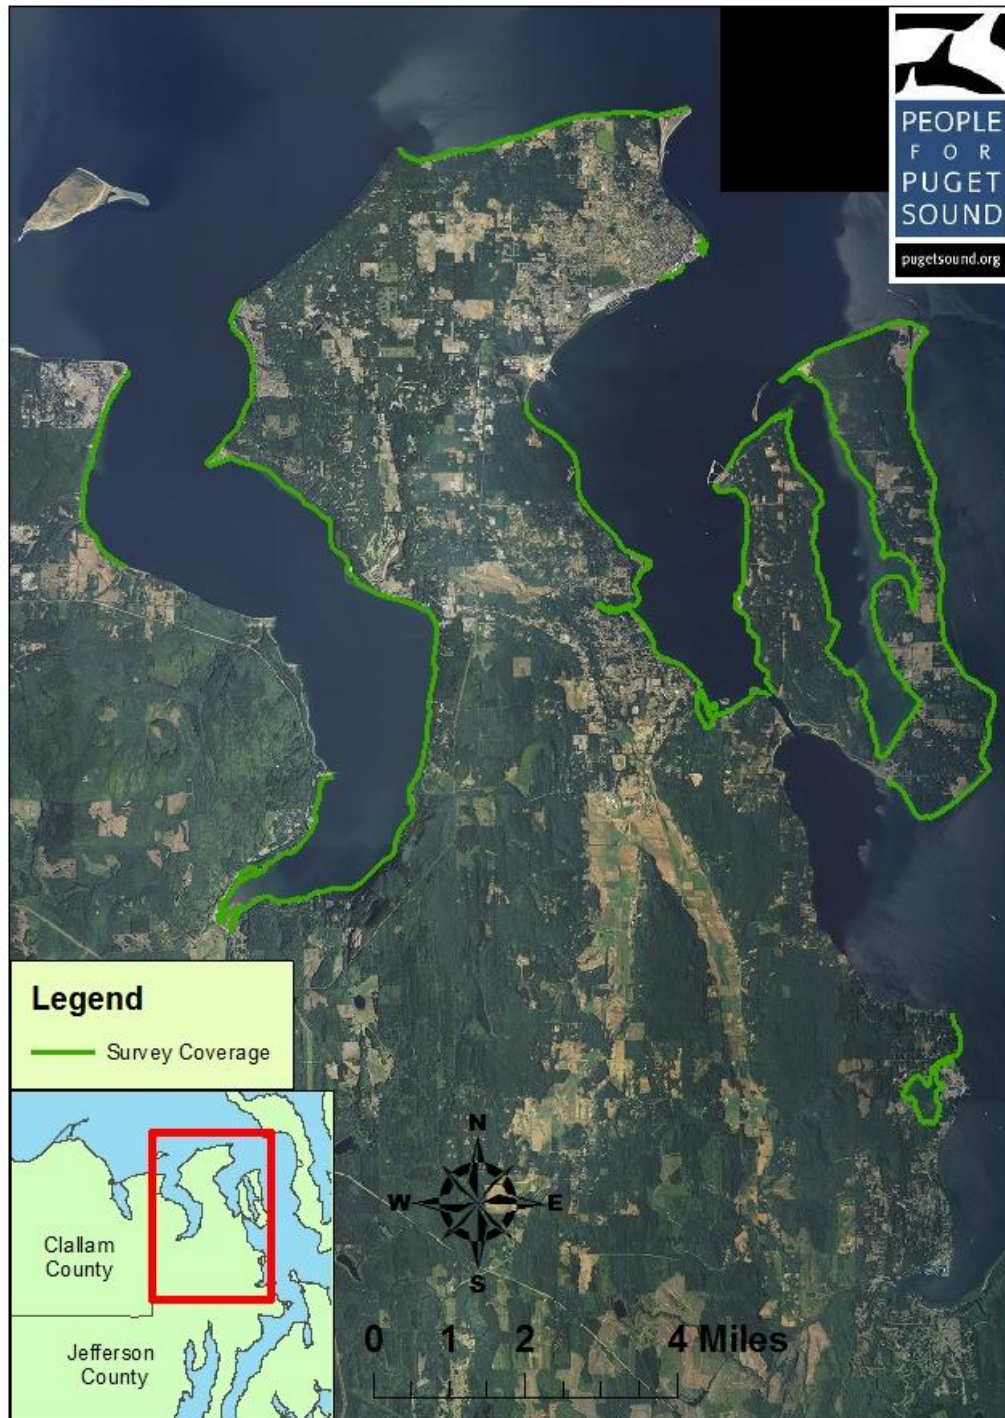 PEOPLE
FOR
PUGET
SOUND
pugetsound.org
Legend
Survey Coverage
N
W E
S
Clallam
County
Jefferson
County
0 1 2 4 Miles